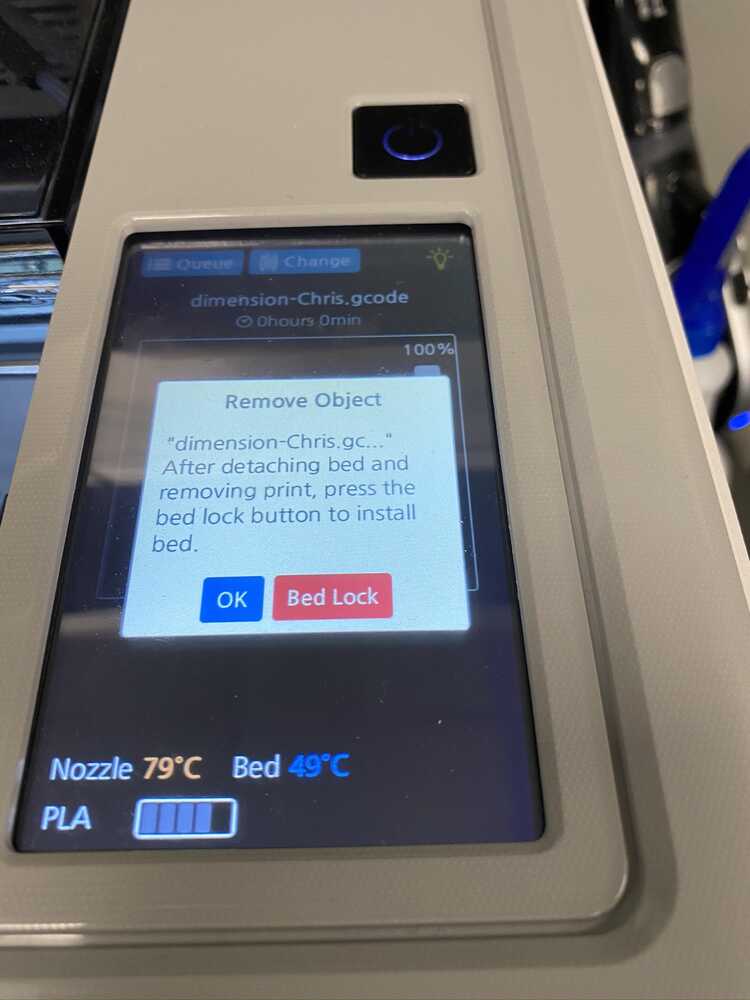 Queue Change
dimension-Chris.gcode
0hours 0min
100%
Remove Object
"dimension-Chris.gc..."
After detaching bed and
removing print, press the
bed lock button to install
bed.
OK Bed Lock
Nozzle 79°C Bed 49°C
PLA